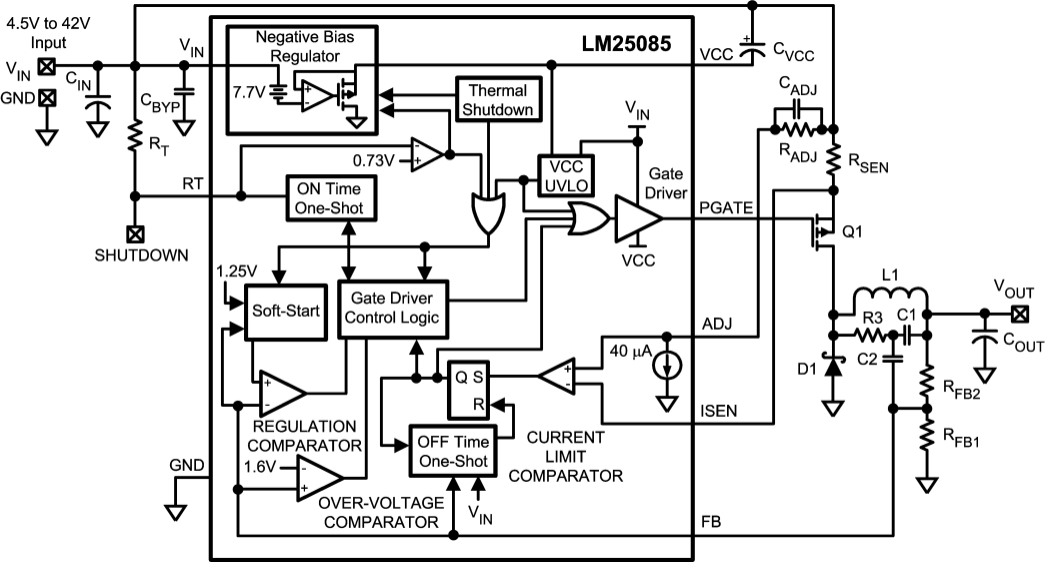 4.5V to 42V
Input
VIN
GND
CIN
VIN
CBYP
RT
RT
SHUTDOWN
GND
LM25085
Negative Bias
Regulator
7.7V
+
-
Thermal
Shutdown
-
+
0.73V
ON Time
One-Shot
VCC
UVLO
VIN
Gate
Driver
VCC
1.25V
Soft-Start
Gate Driver
Control Logic
+
-
REGULATION
COMPARATOR
1.6V
-
+
OVER-VOLTAGE
COMPARATOR
Q S
R
OFF Time
One-Shot
VIN
+
-
CURRENT
LIMIT
COMPARATOR
40 µA
VCC
+
CVCC
CADJ
RADJ
RSEN
PGATE
Q1
L1
VOUT
ADJ
R3
C1
C2
COUT
D1
RFB2
ISEN
RFB1
FB